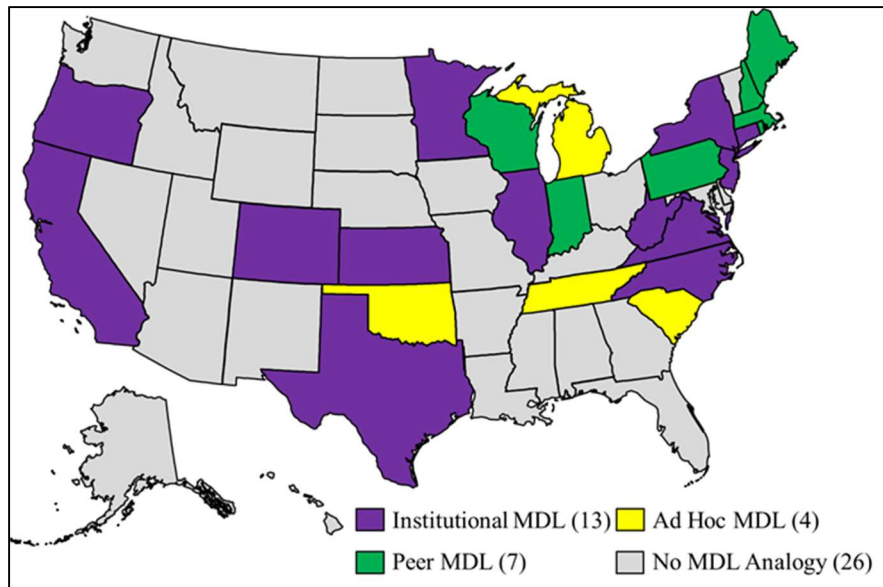 Institutional MDL (13) Ad Hoc MDL (4)
Peer MDL (7) No MDL Analogy (26)